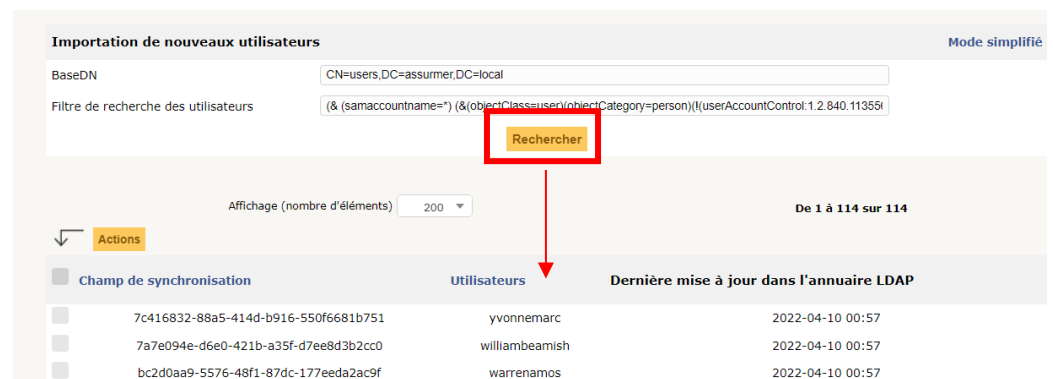 Importation de nouveaux utilisateurs Mode simplifié
BaseDN CN=users,DC=assurmer,DC=local
Filtre de recherche des utilisateurs (& (samaccountname=*) (&(objectClass=user)(objectCategory=person)(!(userAccountControl:1.2.840.113556
Rechercher
Affichage (nombre d'éléments) 200 De 1 à 114 sur 114
Actions
Champ de synchronisation Utilisateurs Dernière mise à jour dans l'annuaire LDAP
7c416832-88a5-414d-b916-550f6681b751 yvonnemarc 2022-04-10 00:57
7a7e094e-d6e0-421b-a35f-d7ee8d3b2cc0 williambeamish 2022-04-10 00:57
bc2d0aa9-5576-48f1-87dc-177eeda2ac9f warrenamos 2022-04-10 00:57